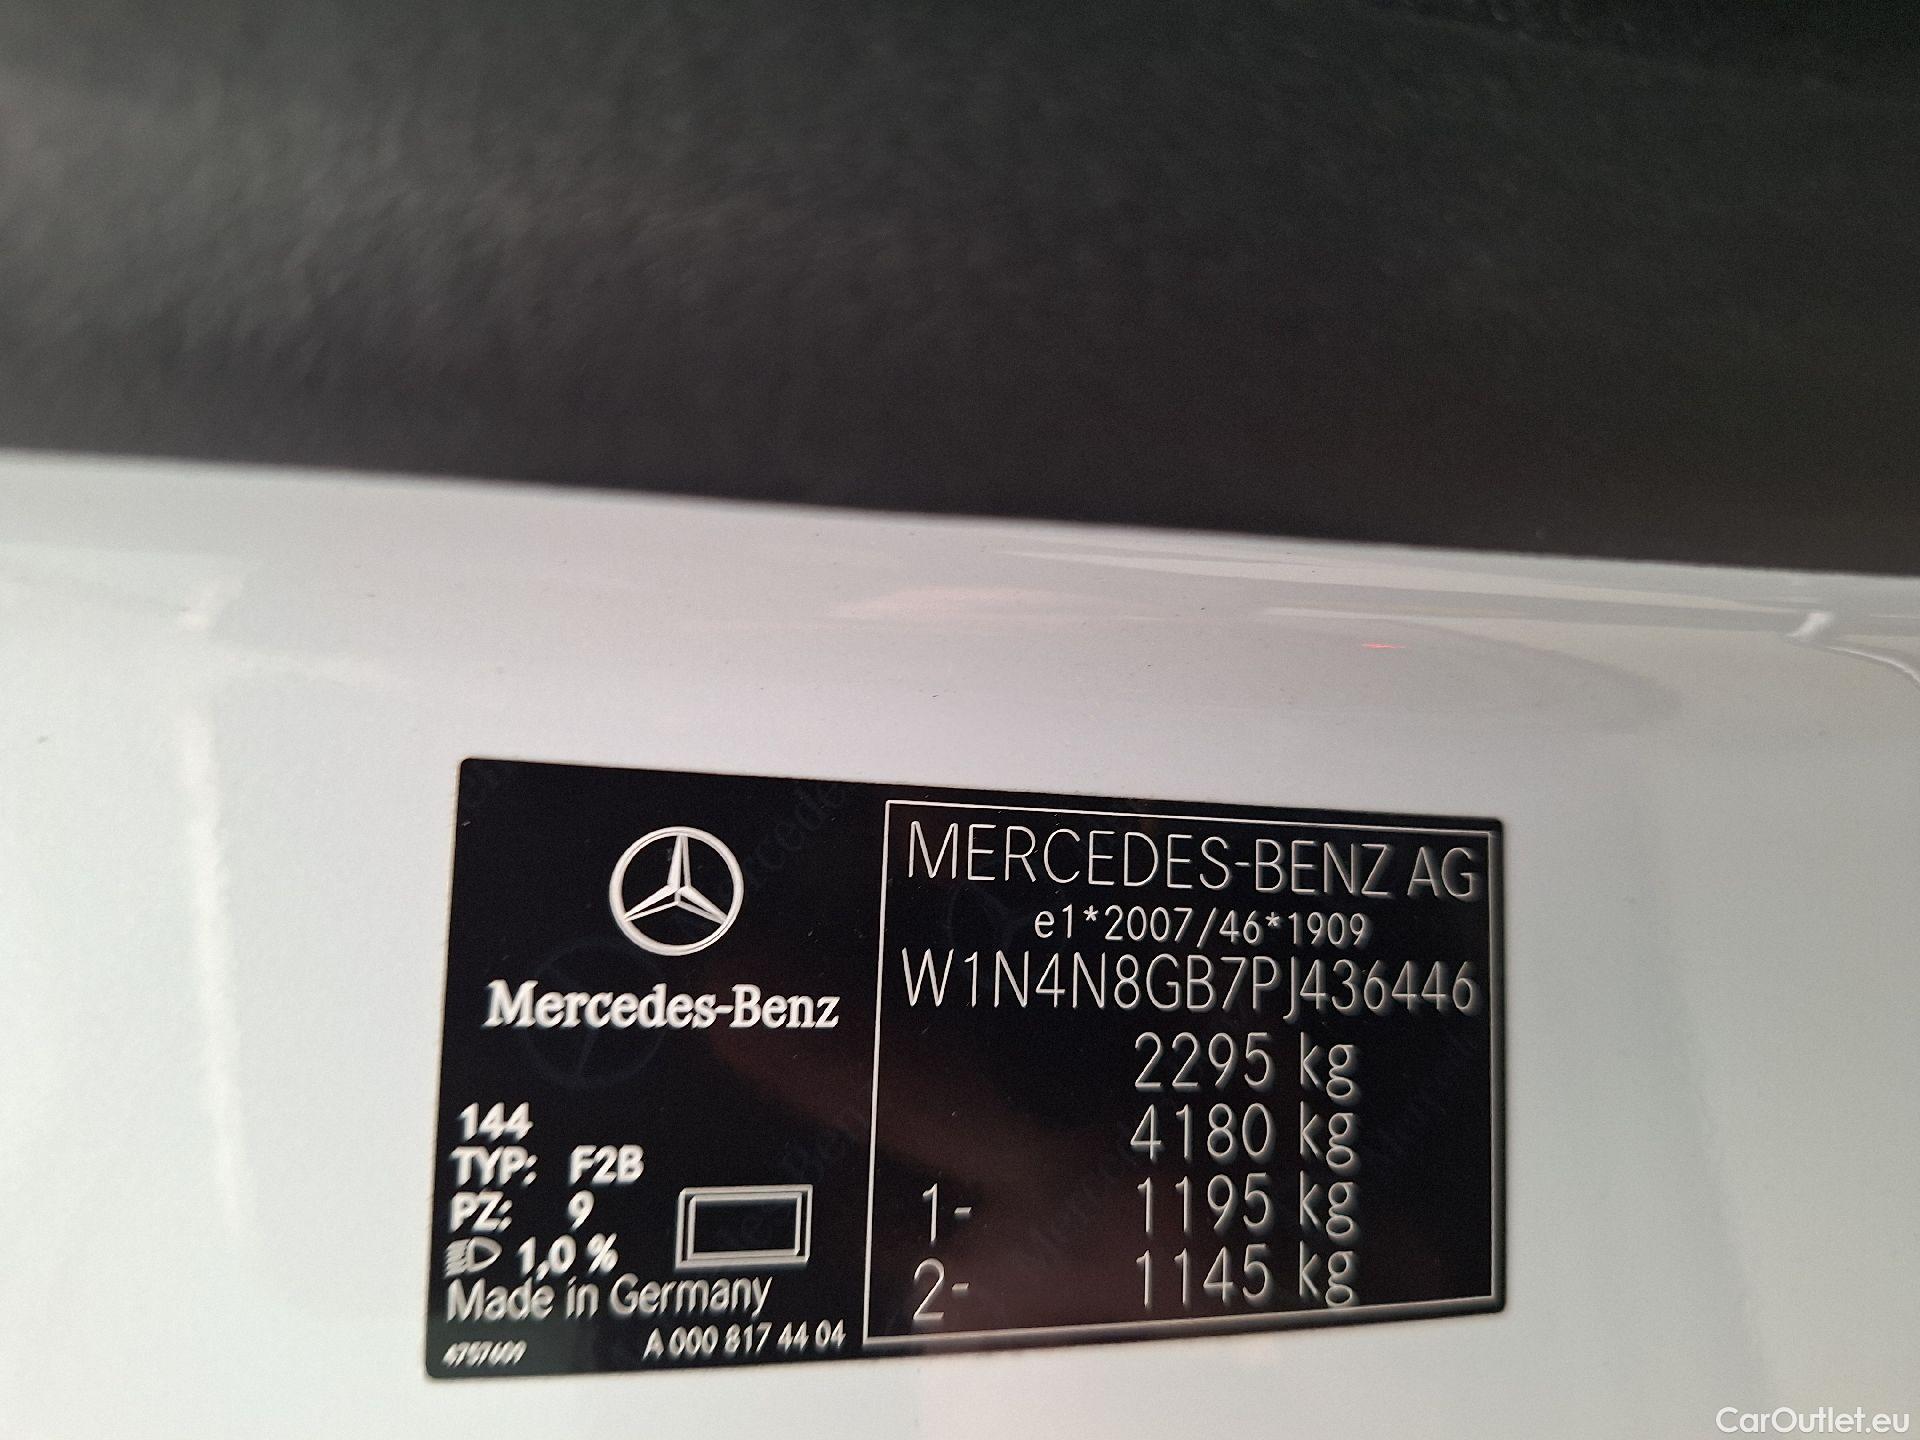 Mercedes-Benz
144
TYP: F2B
PZ: 9
1,0 %
Made in Germany
4757609
A 000 817 44 04
MERCEDES-BENZ AG
e1*2007/46*1909
W1N4N8GB7PJ436446
2295 kg
4180 kg
1- 1195 kg
2- 1145 kg
CarOutlet.eu